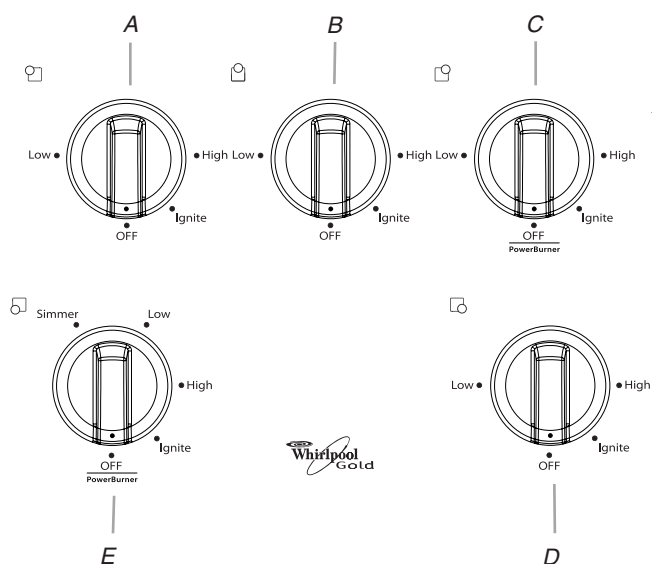 A B C
Low High Low High Low High
Ignite Ignite Ignite
OFF OFF OFF
PowerBurner
Simmer Low
High Low High
Ignite Ignite
OFF OFF
PowerBurner
Whirlpool
Gold
E D